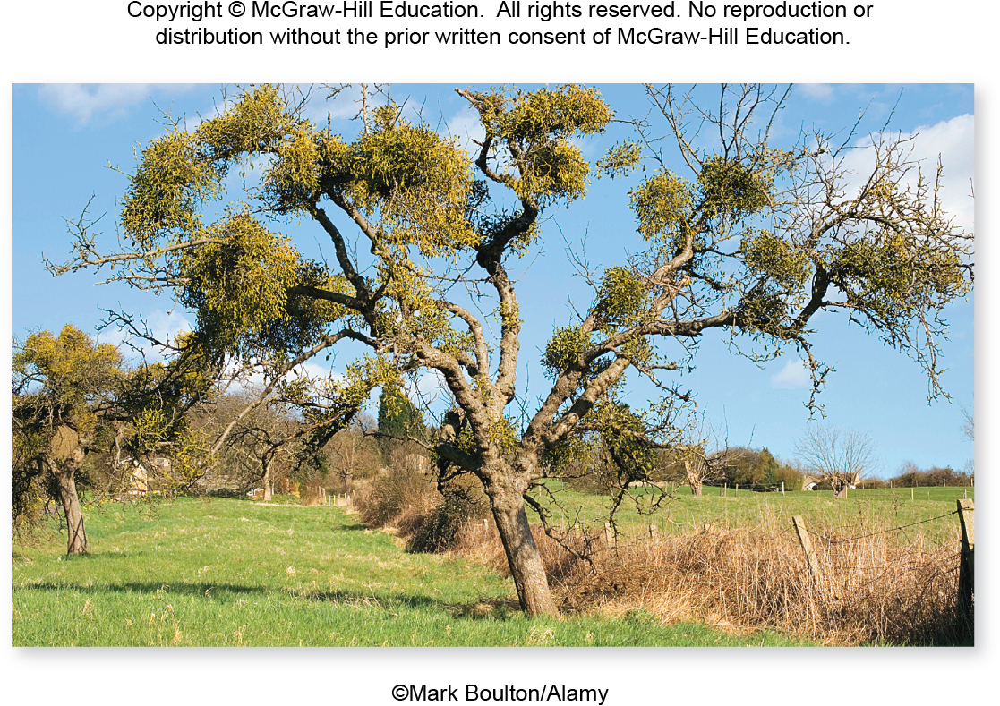 Copyright © McGraw-Hill Education.  All rights reserved. No reproduction or
distribution without the prior written consent of McGraw-Hill Education.
©Mark Boulton/Alamy